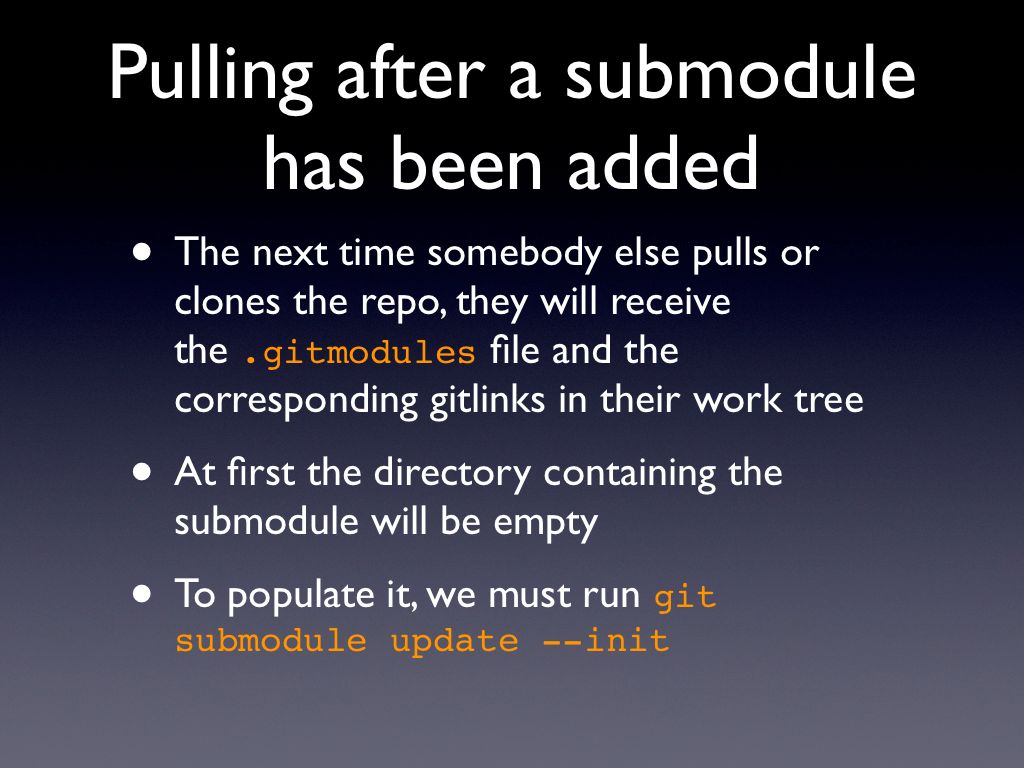 Pulling after a submodule
has been added
• The next time somebody else pulls or
clones the repo, they will receive
the .gitmodules file and the
corresponding gitlinks in their work tree
• At first the directory containing the
submodule will be empty
• To populate it, we must run git
submodule update --init